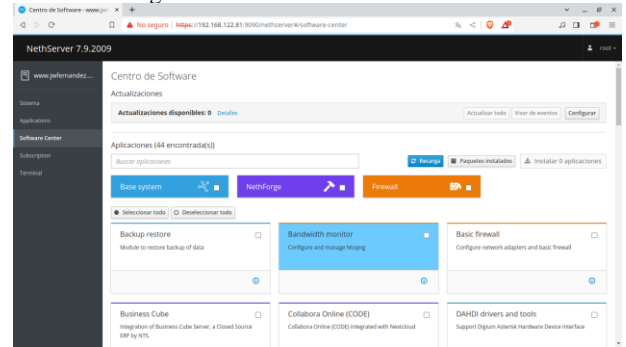 Centro de Software - www.jwf
No seguro | https://192.168.122.81:9090/nethserver#/software-center
NethServer 7.9.2009
root
www.jwfernandez....
Sistema
Applications
Software Center
Subscription
Terminal
Centro de Software
Actualizaciones
Actualizaciones disponibles: 0 Detalles
Actualizar todo
Visor de eventos
Configurar
Aplicaciones (44 encontrada(s))
Buscar aplicaciones
Recarga
Paquetes instalados
Instalar 0 aplicaciones
Base system
NethForge
Firewall
Seleccionar todo
Deseleccionar todo
Backup restore
Module to restore backup of data
Bandwidth monitor
Configure and manage Ntopng
Basic firewall
Configure network adapters and basic firewall
Business Cube
Integration of Business Cube Server, a Closed Source
ERP by NTS.
Collabora Online (CODE)
Collabora Online (CODE) integrated with Nextcloud
DAHDI drivers and tools
Support Digium Asterisk Hardware Device Interface